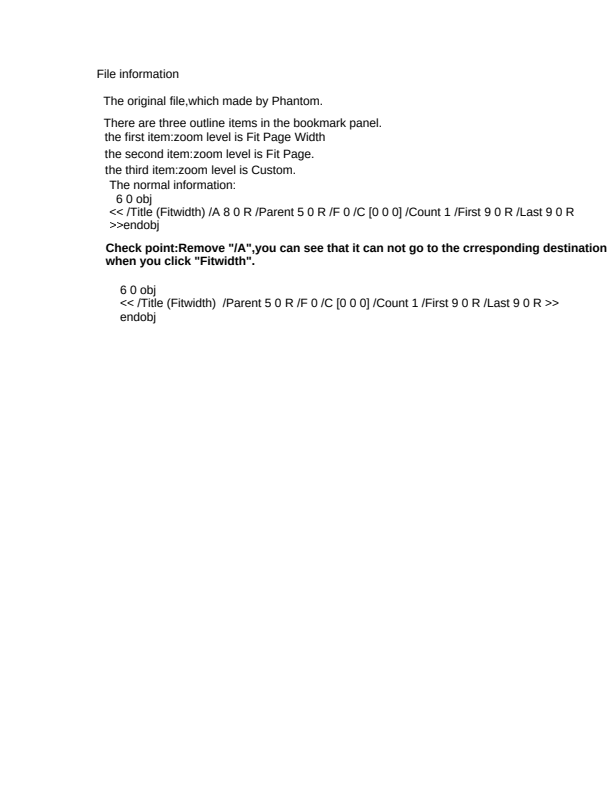 File information
The original file,which made by Phantom.
There are three outline items in the bookmark panel.
the first item:zoom level is Fit Page Width
the second item:zoom level is Fit Page.
the third item:zoom level is Custom.
The normal information:
6 0 obj
<< /Title (Fitwidth) /A 8 0 R /Parent 5 0 R /F 0 /C [0 0 0] /Count 1 /First 9 0 R /Last 9 0 R
>>endobj
Check point:Remove "/A",you can see that it can not go to the crresponding destination
when you click "Fitwidth".
6 0 obj
<< /Title (Fitwidth)  /Parent 5 0 R /F 0 /C [0 0 0] /Count 1 /First 9 0 R /Last 9 0 R >>
endobj